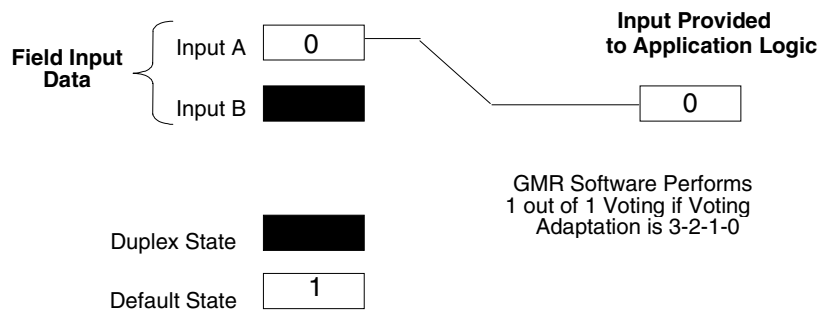 Field Input
Data
Input A
0
Input B
Input Provided
to Application Logic
0
GMR Software Performs
1 out of 1 Voting if Voting
Adaptation is 3-2-1-0
Duplex State
Default State
1